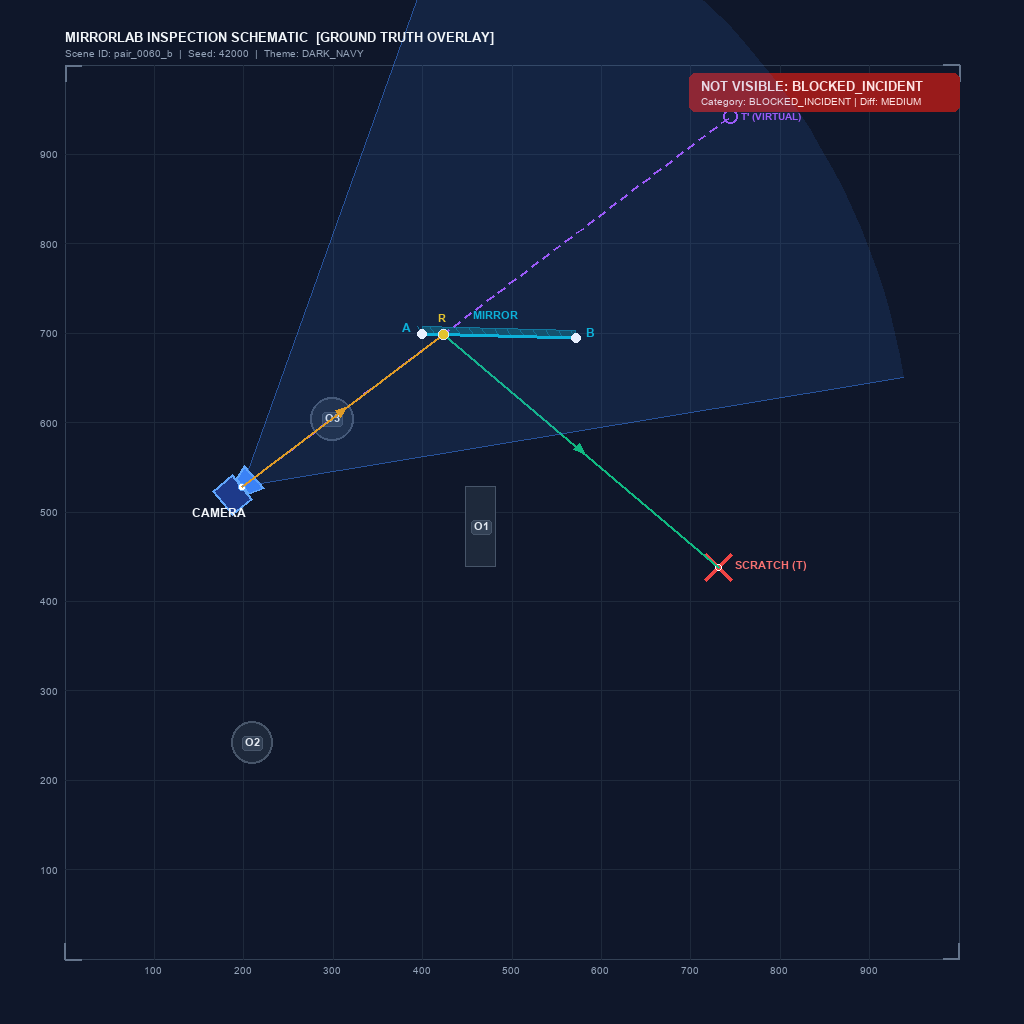 MIRRORLAB INSPECTION SCHEMATIC [GROUND TRUTH OVERLAY]
Scene ID: pair_0060_b | Seed: 42000 | Theme: DARK_NAVY
NOT VISIBLE: BLOCKED_INCIDENT
Category: BLOCKED_INCIDENT | Diff: MEDIUM
T' (VIRTUAL)
900
800
R
MIRROR
A
B
700
O3
600
CAMERA
500
O1
SCRATCH (T)
400
300
O2
200
100
100 200 300 400 500 600 700 800 900